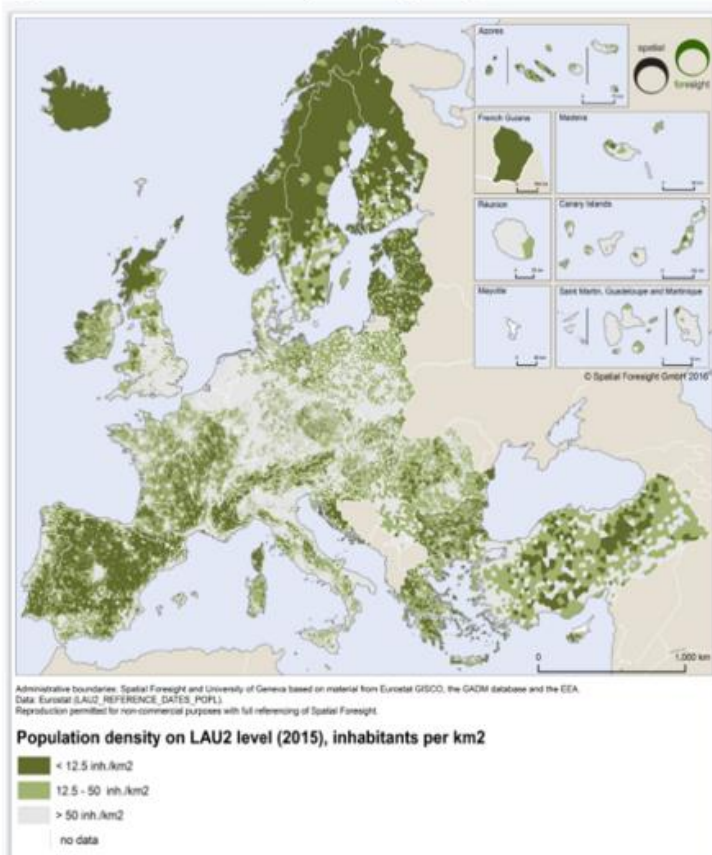 Azores
spatial
foresight
French Guiana
Madeira
Réunion
Canary Islands
Mayotte
Saint Martin, Guadeloupe and Martinique
© Spatial Foresight GmbH 2016
0 1,000 km
Administrative boundaries: Spatial Foresight and University of Geneva based on material from Eurostat GISCO, the GADM database and the EEA.
Data: Eurostat (LAU2_REFERENCE_DATES_POPL).
Reproduction permitted for non-commercial purposes with full referencing of Spatial Foresight.
Population density on LAU2 level (2015), inhabitants per km2
< 12.5 inh./km2
12.5 - 50 inh./km2
> 50 inh./km2
no data